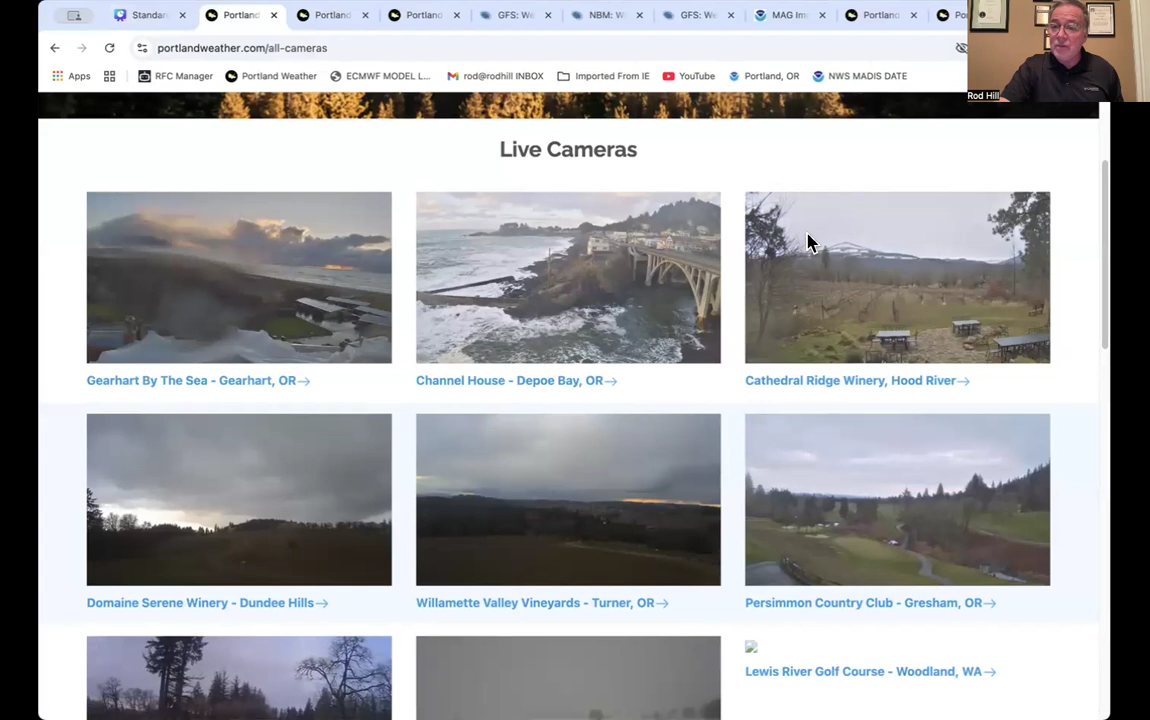 Standar
Portland
Portland
Portland
GFS: We
NBM: W
GFS: We
MAG Im
Portland
Po
portlandweather.com/all-cameras
Apps
RFC Manager
Portland Weather
ECMWF MODEL L...
rod@rodhill INBOX
Imported From IE
YouTube
Portland, OR
NWS MADIS DATE
Rod Hill
Live Cameras
Gearhart By The Sea - Gearhart, OR→
Channel House - Depoe Bay, OR→
Cathedral Ridge Winery, Hood River→
Domaine Serene Winery - Dundee Hills→
Willamette Valley Vineyards - Turner, OR→
Persimmon Country Club - Gresham, OR→
Lewis River Golf Course - Woodland, WA→